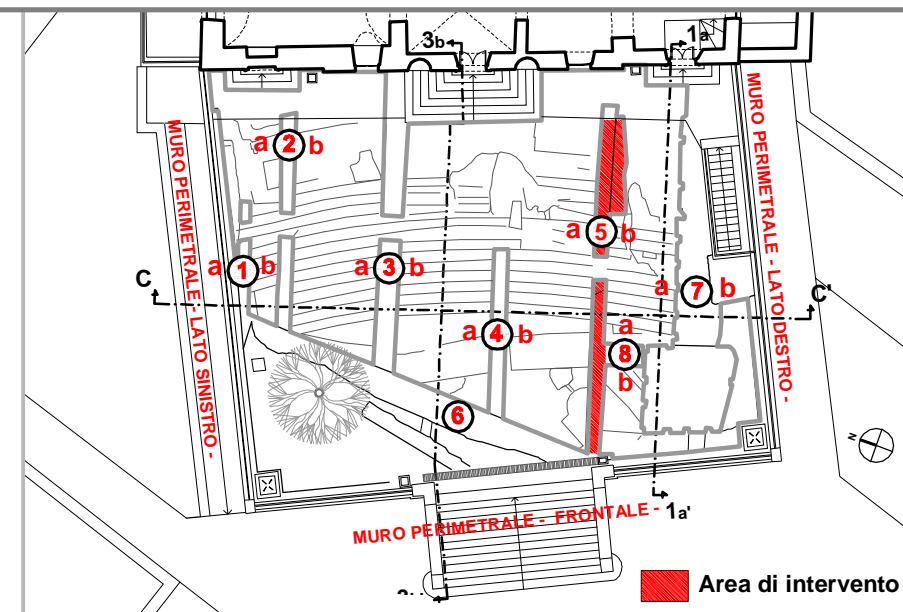 3b
1a
MURO PERIMETRALE - LATO SINISTRO -
MURO PERIMETRALE - LATO DESTRO -
a 2 b
a 5 b
a 1 b
a 3 b
a 7 b
C
C'
a 4 b
a
8
b
6
N
1a'
MURO PERIMETRALE - FRONTALE -
Area di intervento